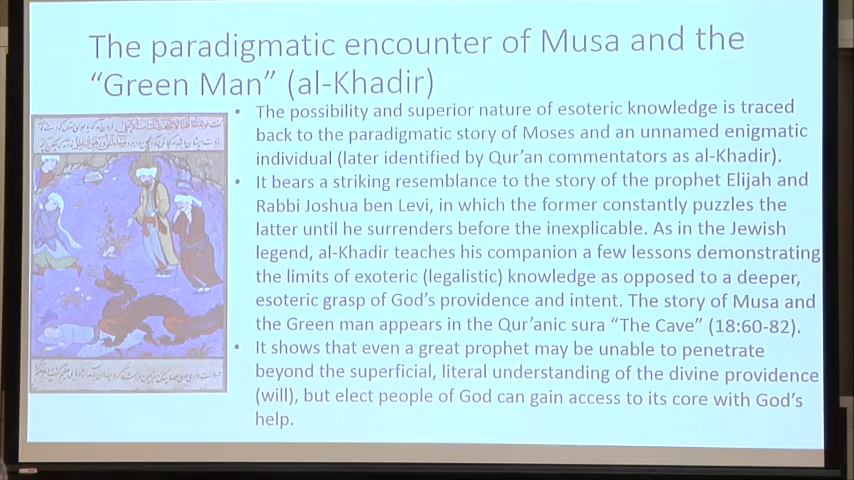 The paradigmatic encounter of Musa and the
“Green Man” (al-Khadir)
• The possibility and superior nature of esoteric knowledge is traced
back to the paradigmatic story of Moses and an unnamed enigmatic
individual (later identified by Qur’an commentators as al-Khadir).
• It bears a striking resemblance to the story of the prophet Elijah and
Rabbi Joshua ben Levi, in which the former constantly puzzles the
latter until he surrenders before the inexplicable. As in the Jewish
legend, al-Khadir teaches his companion a few lessons demonstrating
the limits of exoteric (legalistic) knowledge as opposed to a deeper,
esoteric grasp of God’s providence and intent. The story of Musa and
the Green man appears in the Qur’anic sura “The Cave” (18:60-82).
• It shows that even a great prophet may be unable to penetrate
beyond the superficial, literal understanding of the divine providence
(will), but elect people of God can gain access to its core with God’s
help.